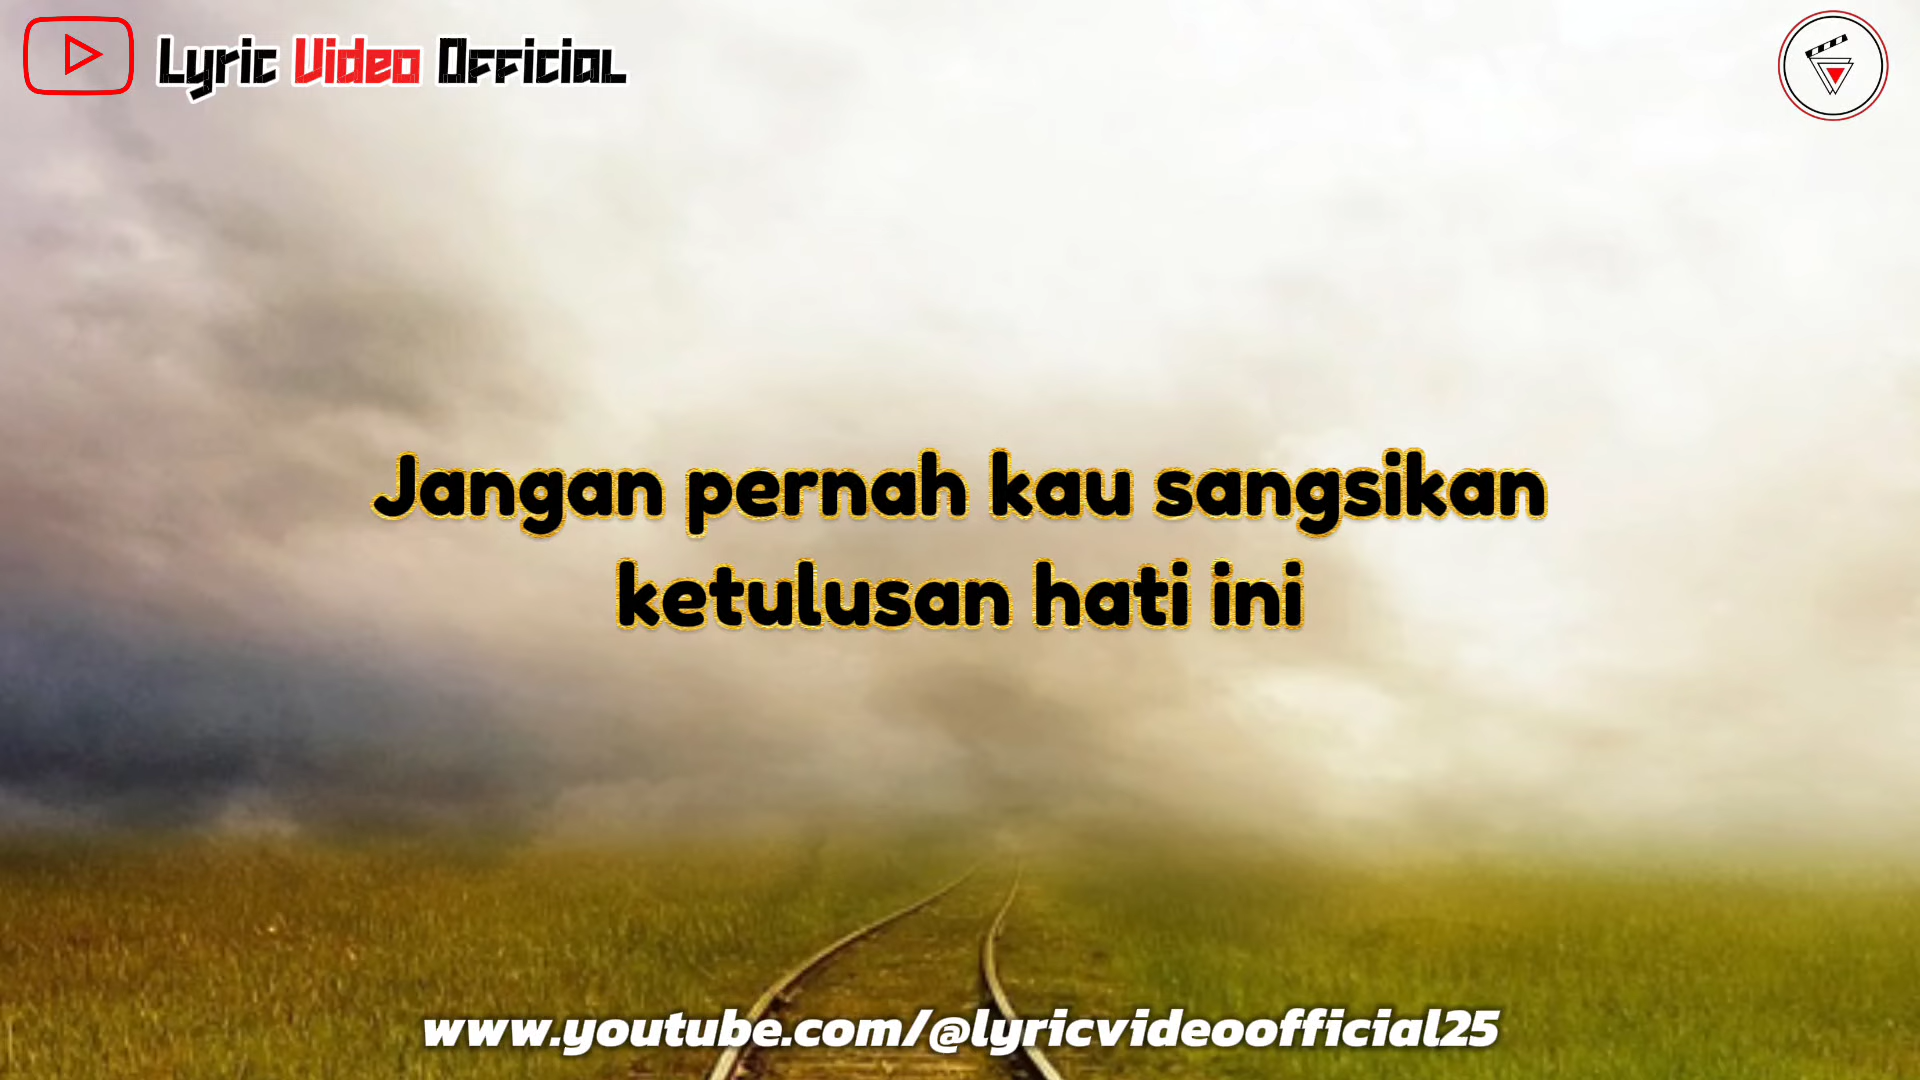 Lyric Video Official
Jangan pernah kau sangsikan
ketulusan hati ini
www.youtube.com/@lyricvideoofficial25